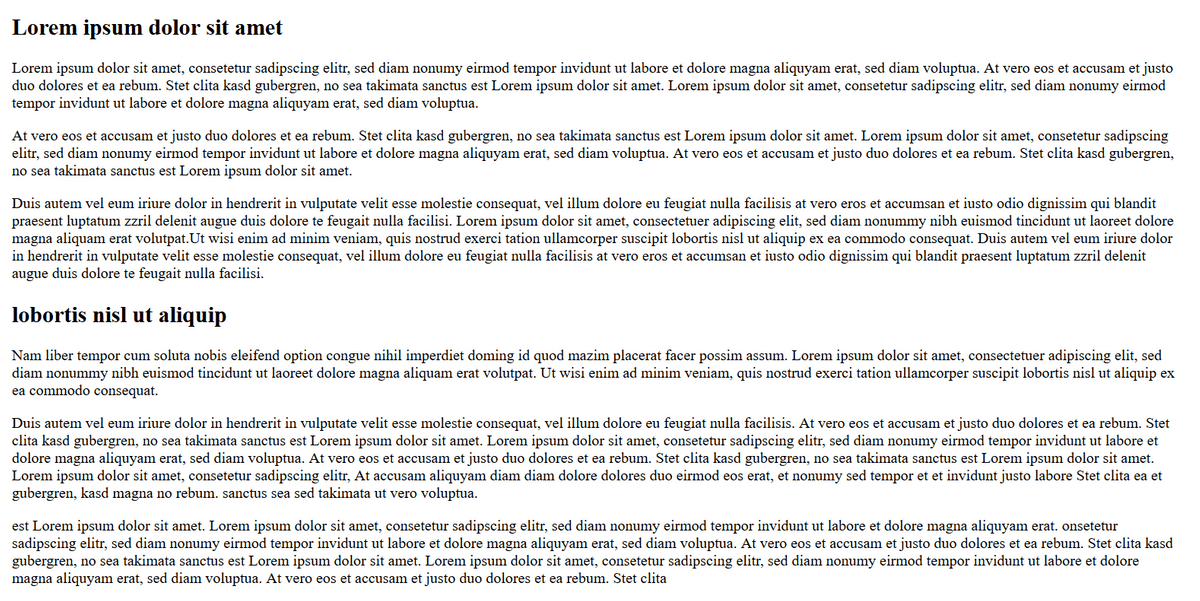 Lorem ipsum dolor sit amet
Lorem ipsum dolor sit amet, consetetur sadipscing elitr, sed diam nonumy eirmod tempor invidunt ut labore et dolore magna aliquyam erat, sed diam voluptua. At vero eos et accusam et justo
duo dolores et ea rebum. Stet clita kasd gubergren, no sea takimata sanctus est Lorem ipsum dolor sit amet. Lorem ipsum dolor sit amet, consetetur sadipscing elitr, sed diam nonumy eirmod
tempor invidunt ut labore et dolore magna aliquyam erat, sed diam voluptua.
At vero eos et accusam et justo duo dolores et ea rebum. Stet clita kasd gubergren, no sea takimata sanctus est Lorem ipsum dolor sit amet. Lorem ipsum dolor sit amet, consetetur sadipscing
elitr, sed diam nonumy eirmod tempor invidunt ut labore et dolore magna aliquyam erat, sed diam voluptua. At vero eos et accusam et justo duo dolores et ea rebum. Stet clita kasd gubergren,
no sea takimata sanctus est Lorem ipsum dolor sit amet.
Duis autem vel eum iriure dolor in hendrerit in vulputate velit esse molestie consequat, vel illum dolore eu feugiat nulla facilisis at vero eros et accumsan et iusto odio dignissim qui blandit
praesent luptatum zzril delenit augue duis dolore te feugait nulla facilisi. Lorem ipsum dolor sit amet, consectetuer adipiscing elit, sed diam nonummy nibh euismod tincidunt ut laoreet dolore
magna aliquam erat volutpat.Ut wisi enim ad minim veniam, quis nostrud exerci tation ullamcorper suscipit lobortis nisl ut aliquip ex ea commodo consequat. Duis autem vel eum iriure dolor
in hendrerit in vulputate velit esse molestie consequat, vel illum dolore eu feugiat nulla facilisis at vero eros et accumsan et iusto odio dignissim qui blandit praesent luptatum zzril delenit
augue duis dolore te feugait nulla facilisi.
lobortis nisl ut aliquip
Nam liber tempor cum soluta nobis eleifend option congue nihil imperdiet doming id quod mazim placerat facer possim assum. Lorem ipsum dolor sit amet, consectetuer adipiscing elit, sed
diam nonummy nibh euismod tincidunt ut laoreet dolore magna aliquam erat volutpat. Ut wisi enim ad minim veniam, quis nostrud exerci tation ullamcorper suscipit lobortis nisl ut aliquip ex
ea commodo consequat.
Duis autem vel eum iriure dolor in hendrerit in vulputate velit esse molestie consequat, vel illum dolore eu feugiat nulla facilisis. At vero eos et accusam et justo duo dolores et ea rebum. Stet
clita kasd gubergren, no sea takimata sanctus est Lorem ipsum dolor sit amet. Lorem ipsum dolor sit amet, consetetur sadipscing elitr, sed diam nonumy eirmod tempor invidunt ut labore et
dolore magna aliquyam erat, sed diam voluptua. At vero eos et accusam et justo duo dolores et ea rebum. Stet clita kasd gubergren, no sea takimata sanctus est Lorem ipsum dolor sit amet.
Lorem ipsum dolor sit amet, consetetur sadipscing elitr, At accusam aliquyam diam diam dolore dolores duo eirmod eos erat, et nonumy sed tempor et et invidunt justo labore Stet clita ea et
gubergren, kasd magna no rebum. sanctus sea sed takimata ut vero voluptua.
est Lorem ipsum dolor sit amet. Lorem ipsum dolor sit amet, consetetur sadipscing elitr, sed diam nonumy eirmod tempor invidunt ut labore et dolore magna aliquyam erat. onsetetur
sadipscing elitr, sed diam nonumy eirmod tempor invidunt ut labore et dolore magna aliquyam erat, sed diam voluptua. At vero eos et accusam et justo duo dolores et ea rebum. Stet clita kasd
gubergren, no sea takimata sanctus est Lorem ipsum dolor sit amet. Lorem ipsum dolor sit amet, consetetur sadipscing elitr, sed diam nonumy eirmod tempor invidunt ut labore et dolore
magna aliquyam erat, sed diam voluptua. At vero eos et accusam et justo duo dolores et ea rebum. Stet clita